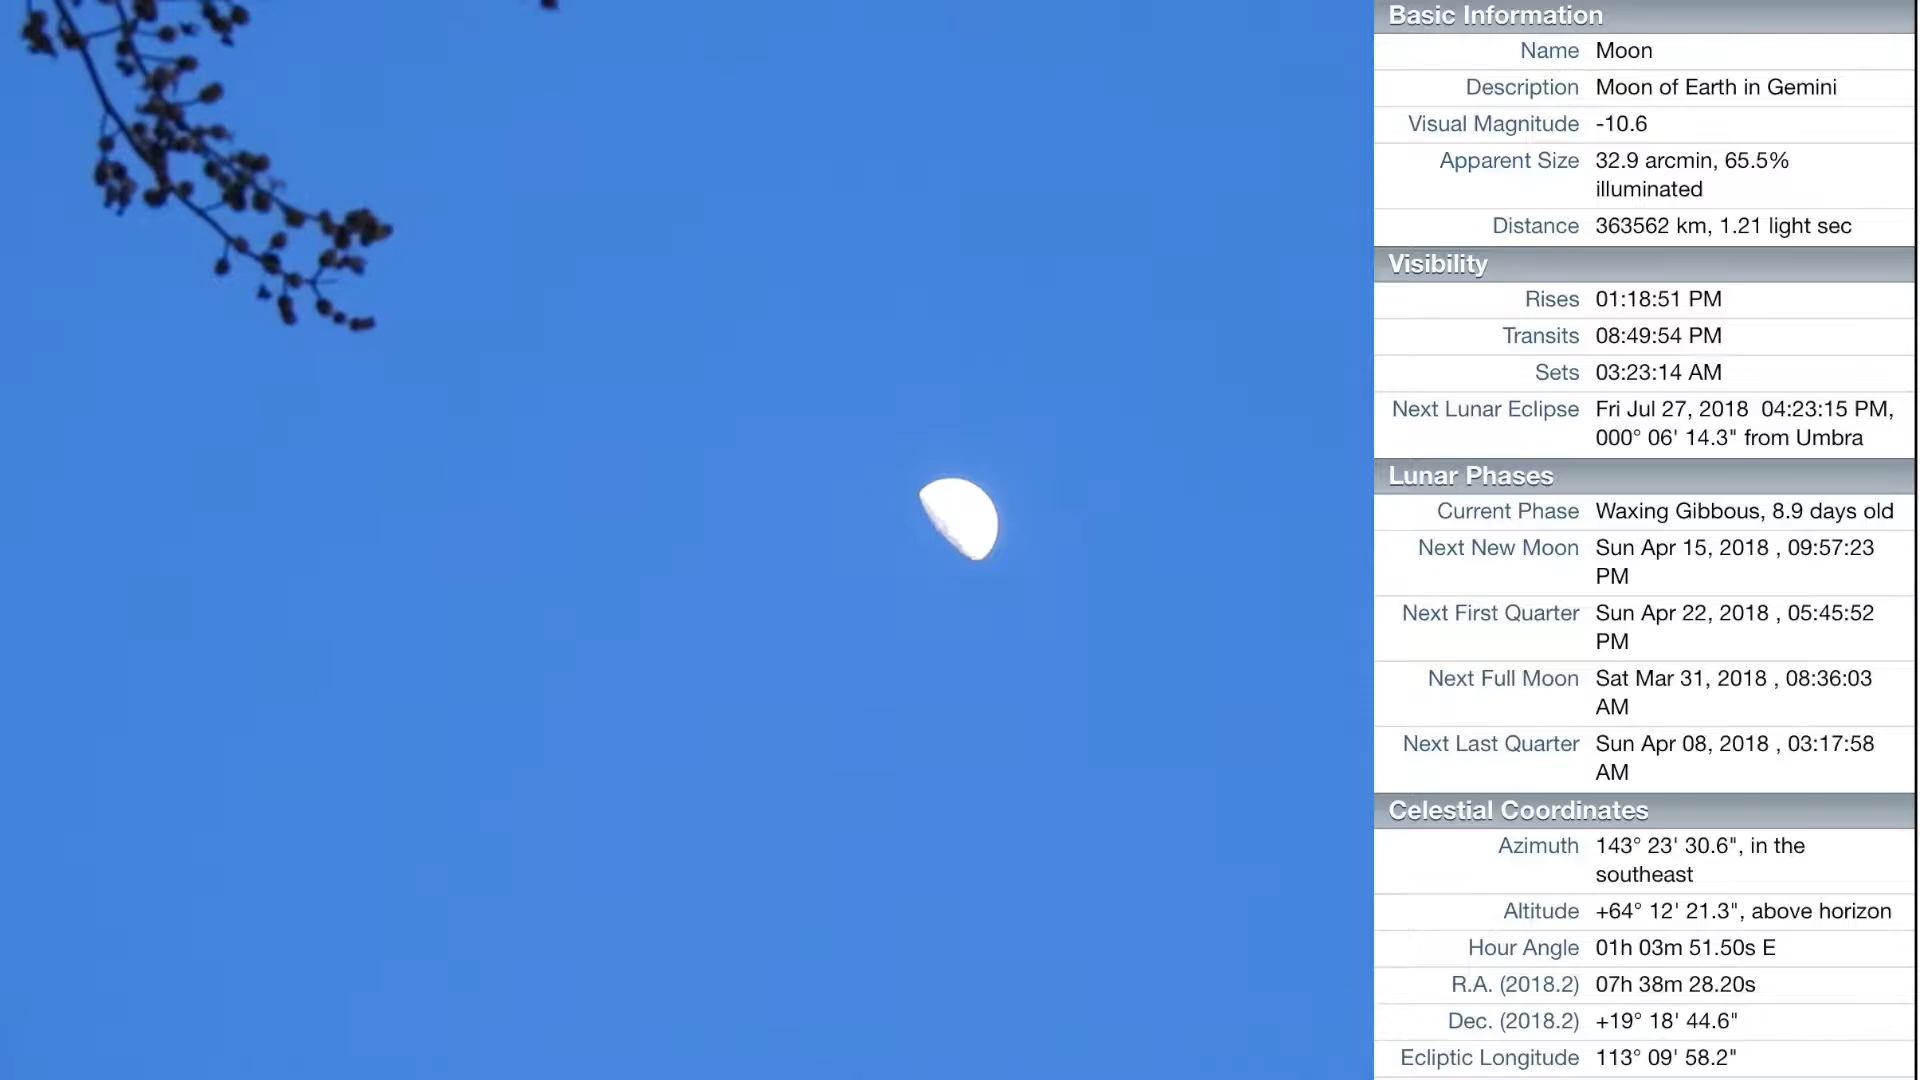 Basic Information
Name Moon
Description Moon of Earth in Gemini
Visual Magnitude -10.6
Apparent Size 32.9 arcmin, 65.5%
illuminated
Distance 363562 km, 1.21 light sec
Visibility
Rises 01:18:51 PM
Transits 08:49:54 PM
Sets 03:23:14 AM
Next Lunar Eclipse Fri Jul 27, 2018 04:23:15 PM,
000° 06' 14.3" from Umbra
Lunar Phases
Current Phase Waxing Gibbous, 8.9 days old
Next New Moon Sun Apr 15, 2018 , 09:57:23
PM
Next First Quarter Sun Apr 22, 2018 , 05:45:52
PM
Next Full Moon Sat Mar 31, 2018 , 08:36:03
AM
Next Last Quarter Sun Apr 08, 2018 , 03:17:58
AM
Celestial Coordinates
Azimuth 143° 23' 30.6", in the
southeast
Altitude +64° 12' 21.3", above horizon
Hour Angle 01h 03m 51.50s E
R.A. (2018.2) 07h 38m 28.20s
Dec. (2018.2) +19° 18' 44.6"
Ecliptic Longitude 113° 09' 58.2"